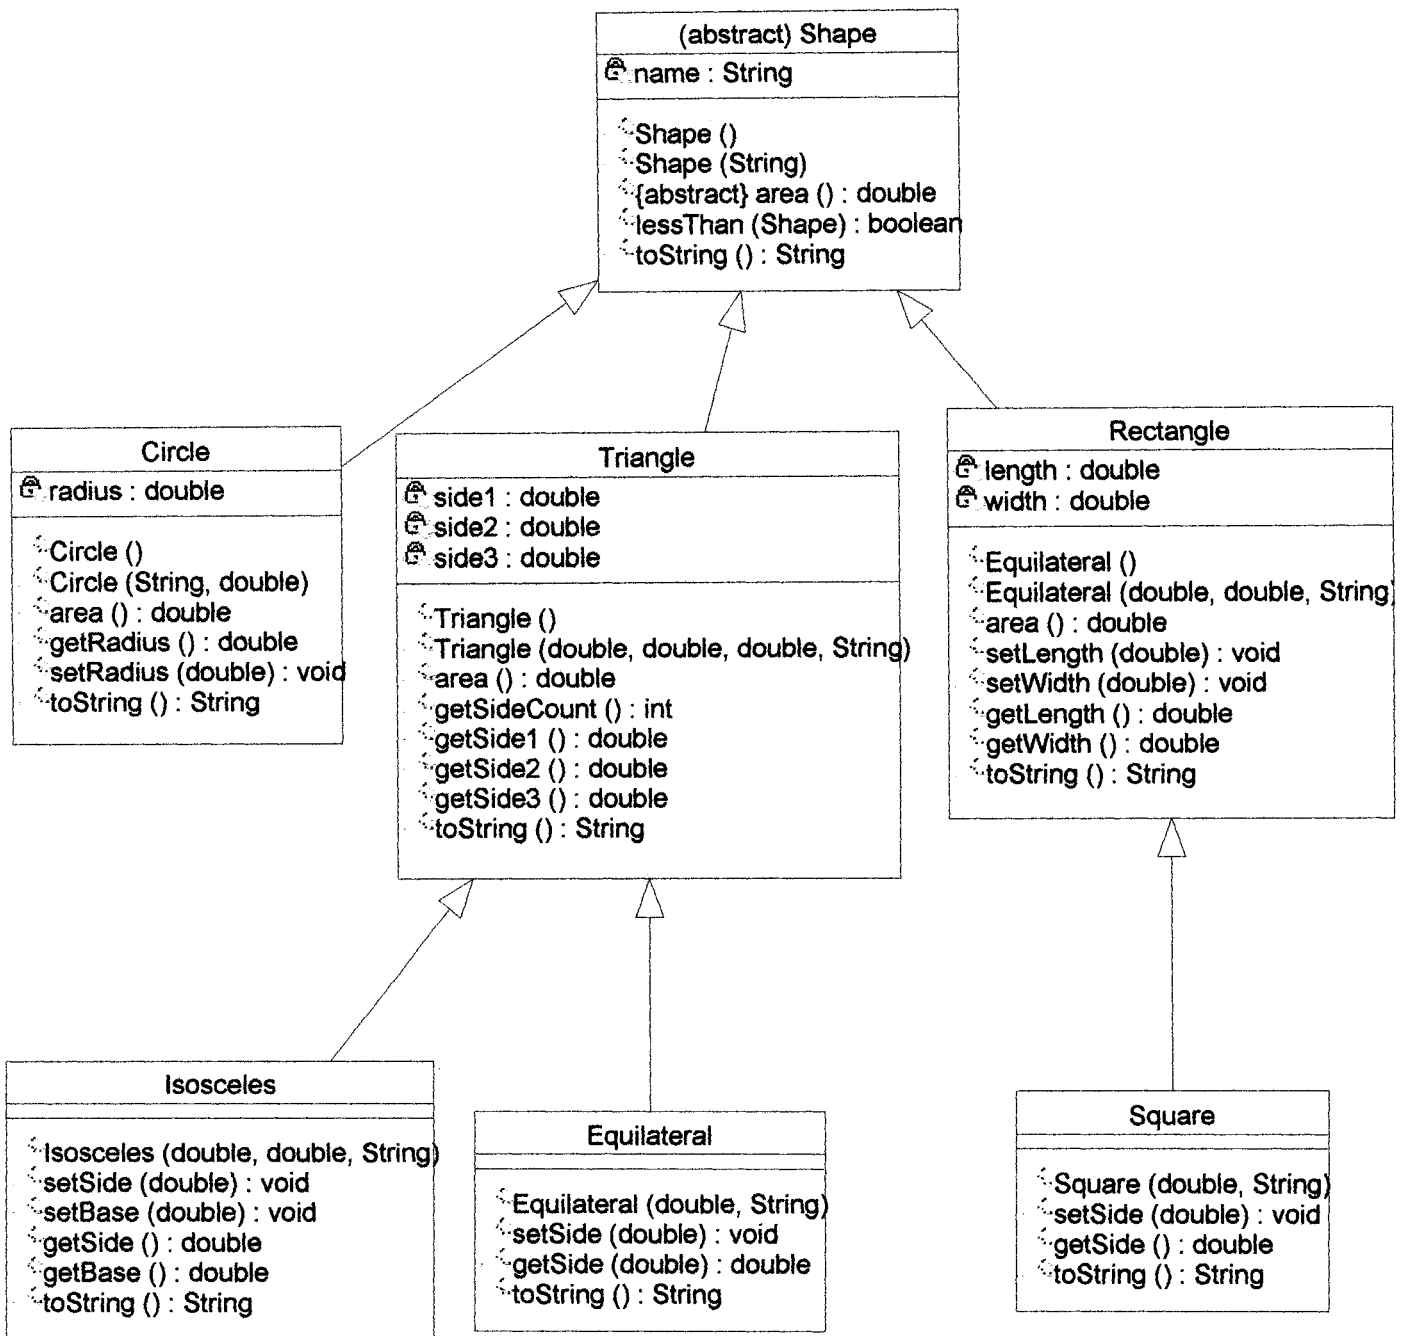 (abstract) Shape
name : String
Shape ()
Shape (String)
{abstract} area () : double
lessThan (Shape) : boolean
toString () : String
Circle
radius : double
Circle ()
Circle (String, double)
area () : double
getRadius () : double
setRadius (double) : void
toString () : String
Triangle
side1 : double
side2 : double
side3 : double
Triangle ()
Triangle (double, double, double, String)
area () : double
getSideCount () : int
getSide1 () : double
getSide2 () : double
getSide3 () : double
toString () : String
Rectangle
length : double
width : double
Equilateral ()
Equilateral (double, double, String)
area () : double
setLength (double) : void
setWidth (double) : void
getLength () : double
getWidth () : double
toString () : String
Isosceles
Isosceles (double, double, String)
setSide (double) : void
setBase (double) : void
getSide () : double
getBase () : double
toString () : String
Equilateral
Equilateral (double, String)
setSide (double) : void
getSide (double) : double
toString () : String
Square
Square (double, String)
setSide (double) : void
getSide () : double
toString () : String